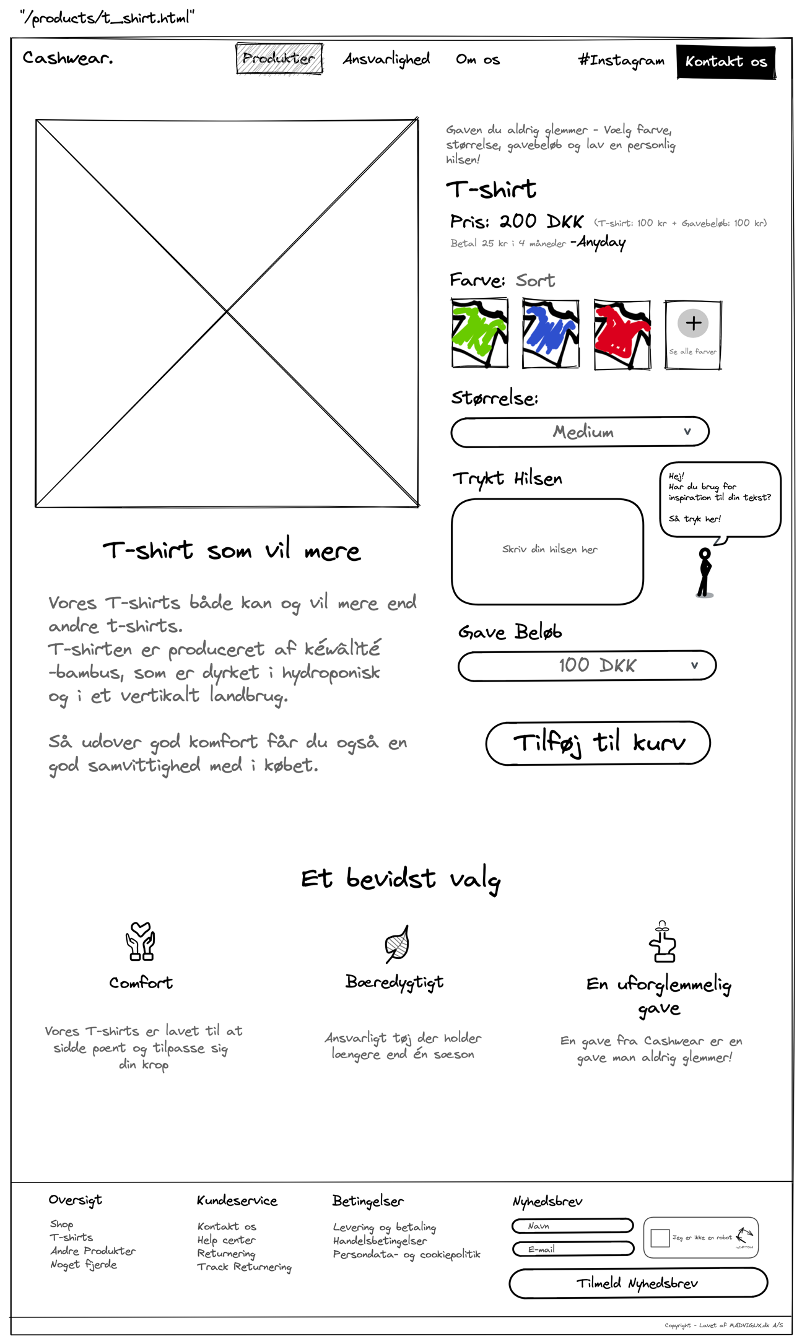 "/products/t_shirt.html"
Cashwear.
Produkter
Ansvarlighed
Om os
#Instagram
Kontakt os
Gaven du aldrig glemmer - Vælg farve,
størrelse, gavebeløb og lav en personlig
hilsen!
T-shirt
Pris: 200 DKK (T-shirt: 100 kr + Gavebeløb: 100 kr)
Betal 25 kr i 4 måneder -Anyday
Farve: Sort
Se alle farver
Størrelse:
Medium v
Trykt Hilsen
Hej!
Har du brug for
inspiration til din tekst?
Så tryk her!
Skriv din hilsen her
Gave Beløb
100 DKK v
Tilføj til kurv
T-shirt som vil mere
Vores T-shirts både kan og vil mere end
andre t-shirts.
T-shirten er produceret af kéwålité
-bambus, som er dyrket i hydroponisk
og i et vertikalt landbrug.
Så udover god komfort får du også en
god samvittighed med i købet.
Et bevidst valg
Comfort
Vores T-shirts er lavet til at
sidde pænt og tilpasse sig
din krop
Bæredygtigt
Ansvarligt tøj der holder
længere end én sæson
En uforglemmelig
gave
En gave fra Cashwear er en
gave man aldrig glemmer!
Oversigt
Shop
T-shirts
Andre Produkter
Noget fjerde
Kundeservice
Kontakt os
Help center
Returnering
Track Returnering
Betingelser
Levering og betaling
Handelsbetingelser
Persondata- og cookiepolitik
Nyhedsbrev
Navn
E-mail
Jeg er ikke en robot
Tilmeld Nyhedsbrev
Copyright - Lavet af MADVIGUX.dk A/S